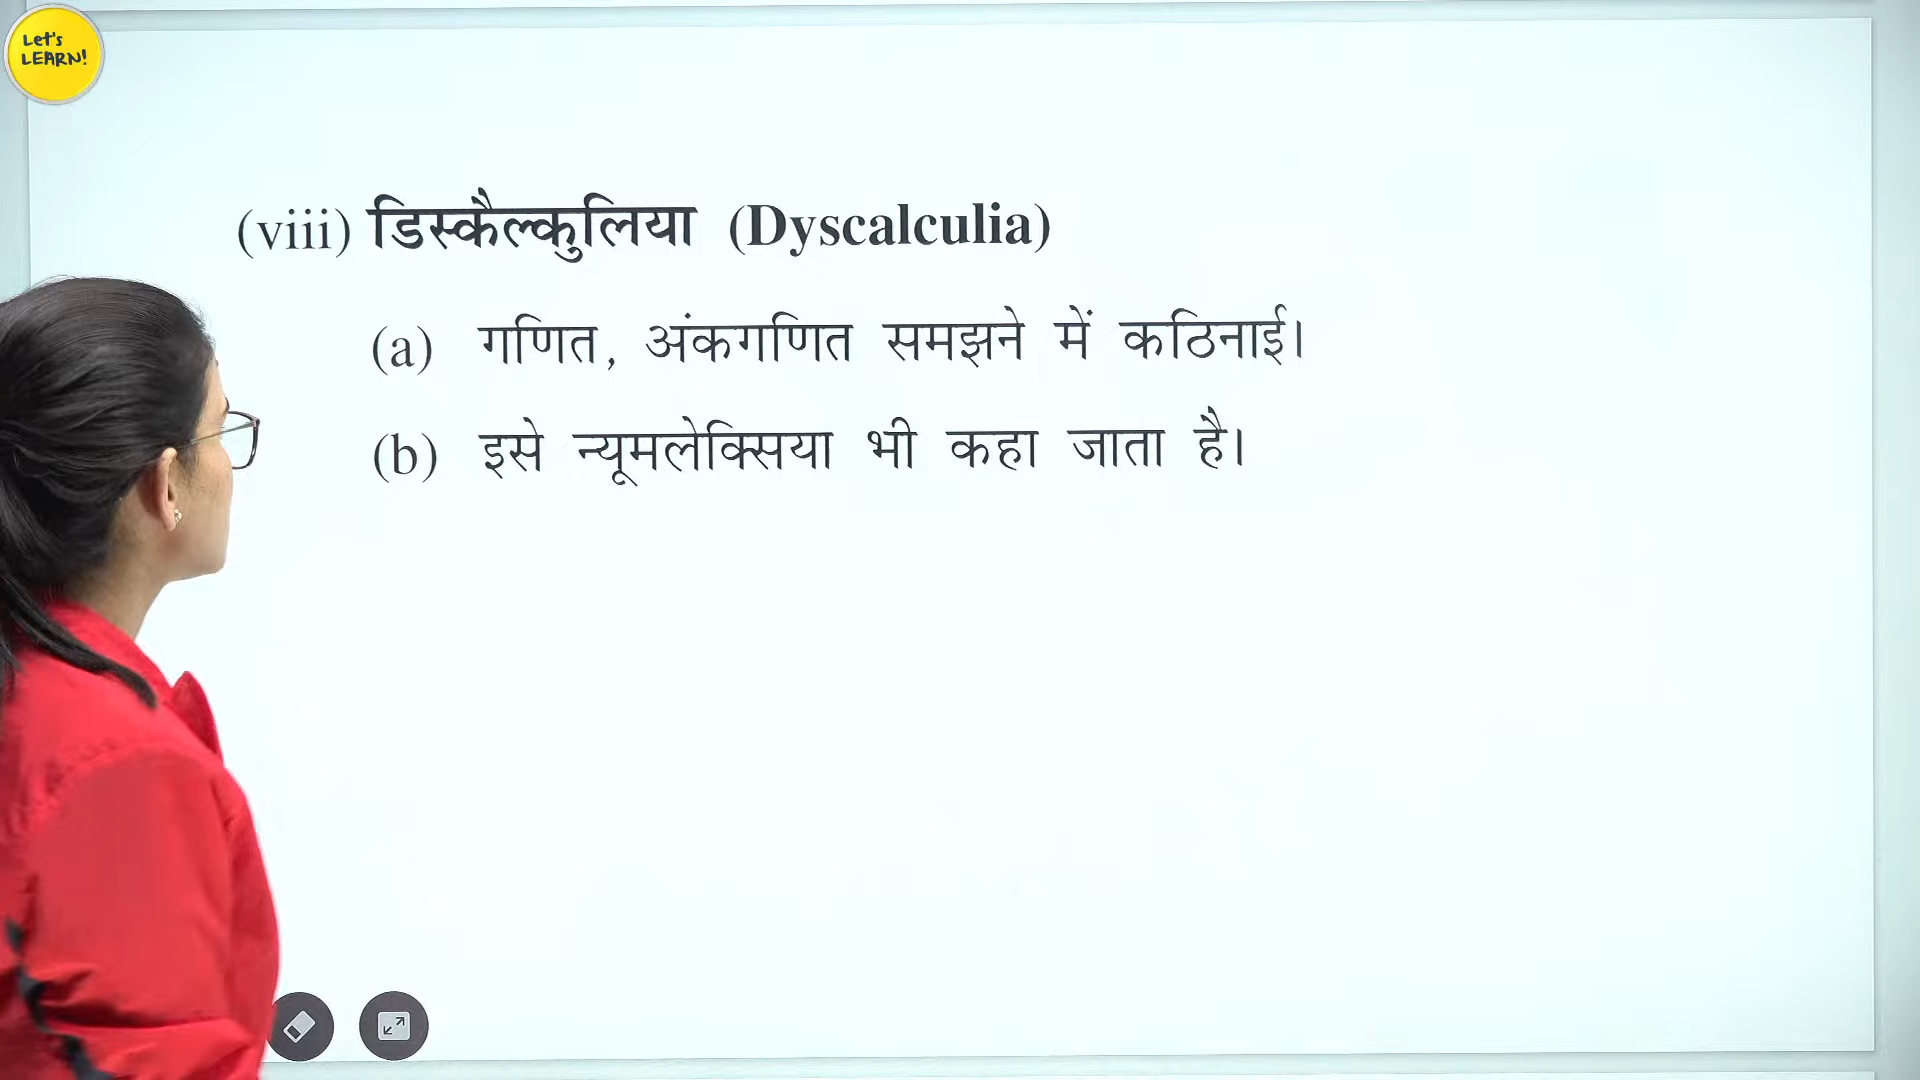 Let's
LEARN!
(viii) डिस्कैल्कुलिया (Dyscalculia)
(a) गणित, अंकगणित समझने में कठिनाई।
(b) इसे न्यूमलेक्सिया भी कहा जाता है।